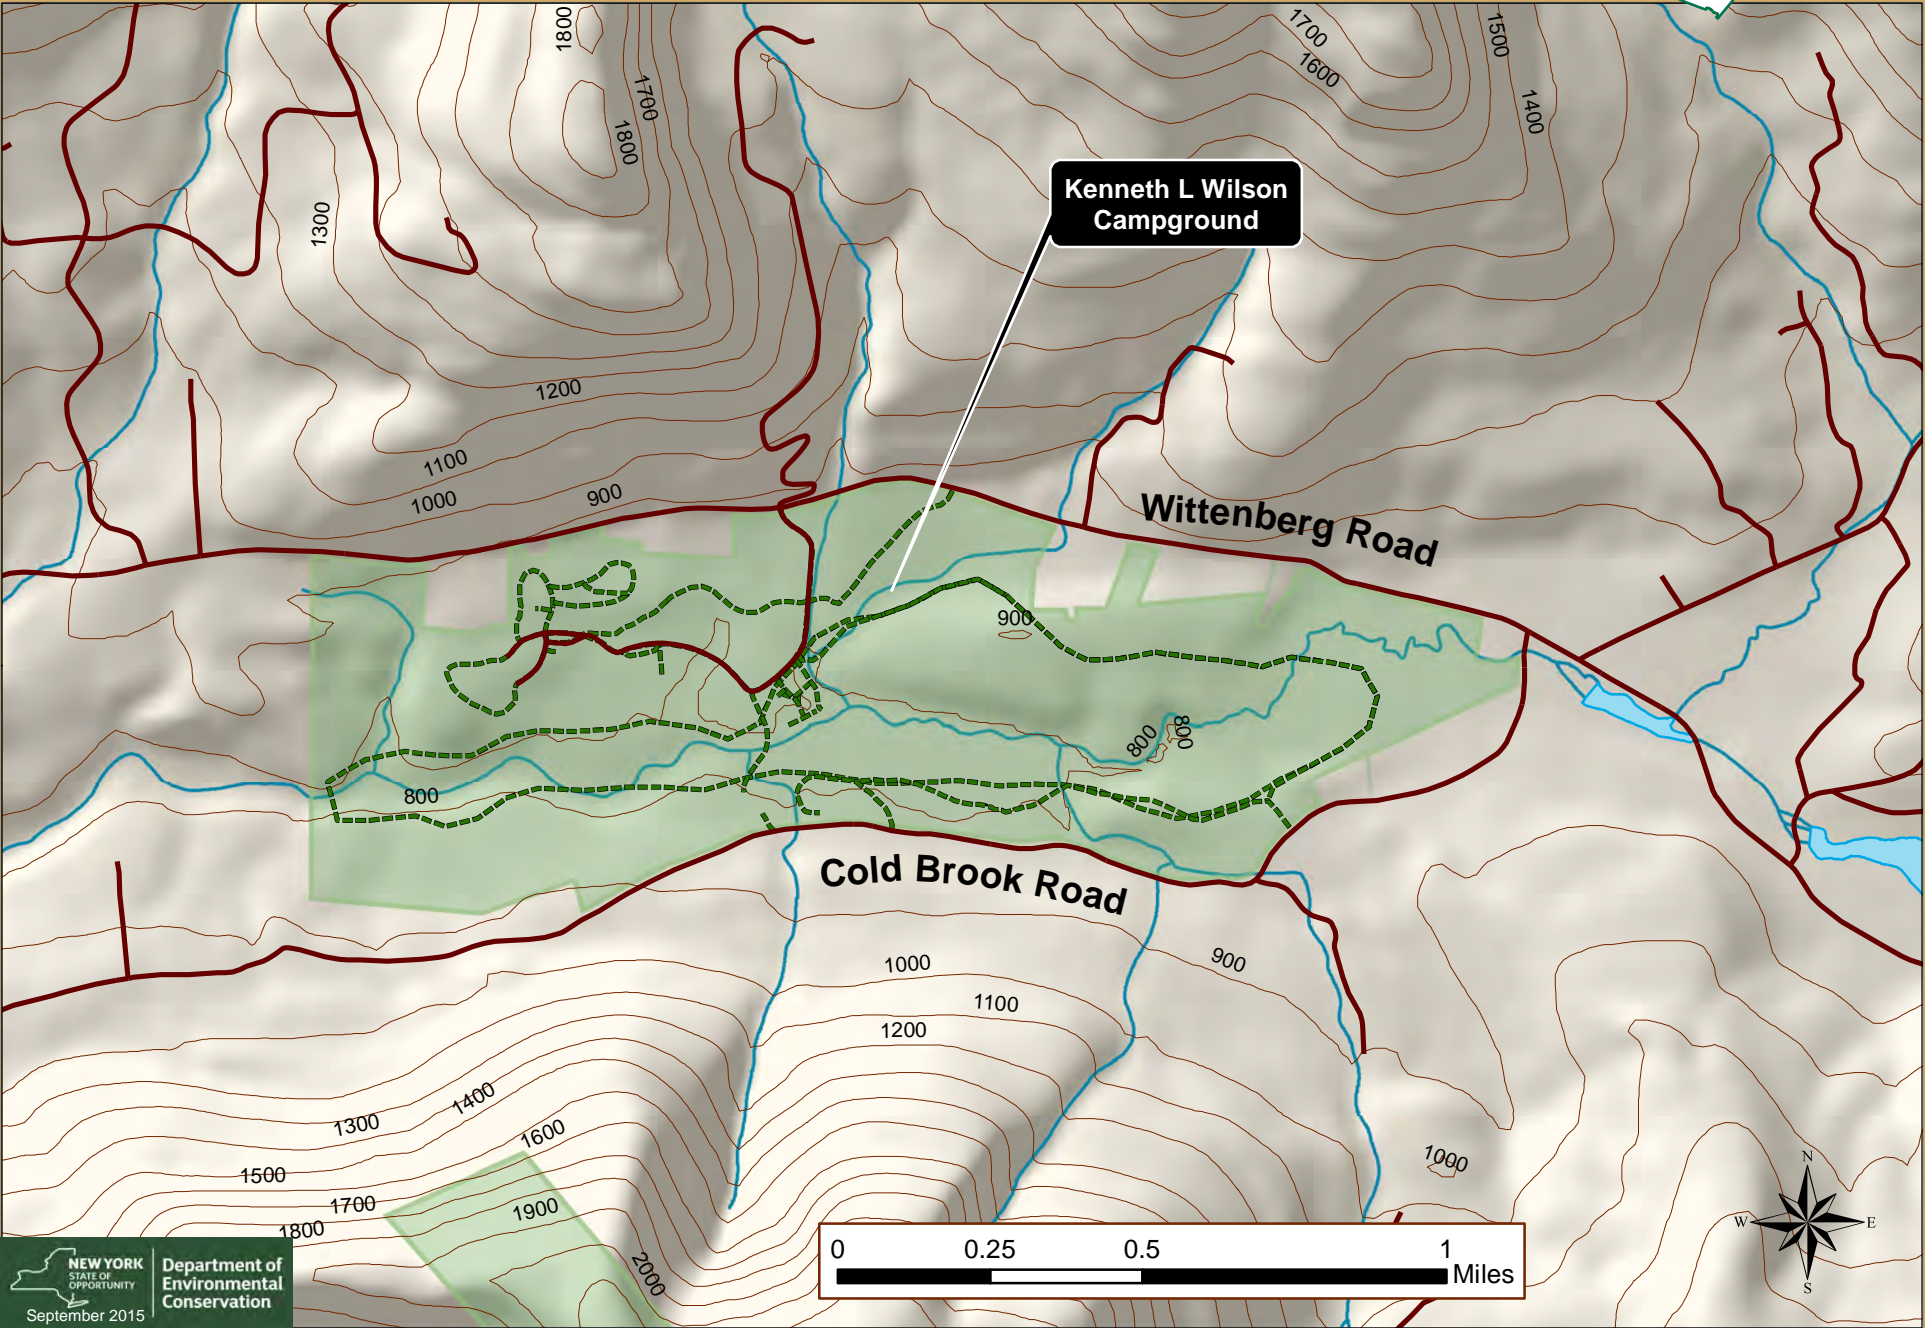 1800
1700
1600
1500
1700
1800
1400
Kenneth L Wilson
Campground
1300
1200
1100
1000
900
Wittenberg Road
900
800
800
800
Cold Brook Road
1000
900
1100
1200
1400
1300
1600
1000
1500
1700
1900
1800
2000
N
W
E
S
0
0.25
0.5
1
Miles
NEW YORK
STATE OF
OPPORTUNITY
Department of
Environmental
Conservation
September 2015